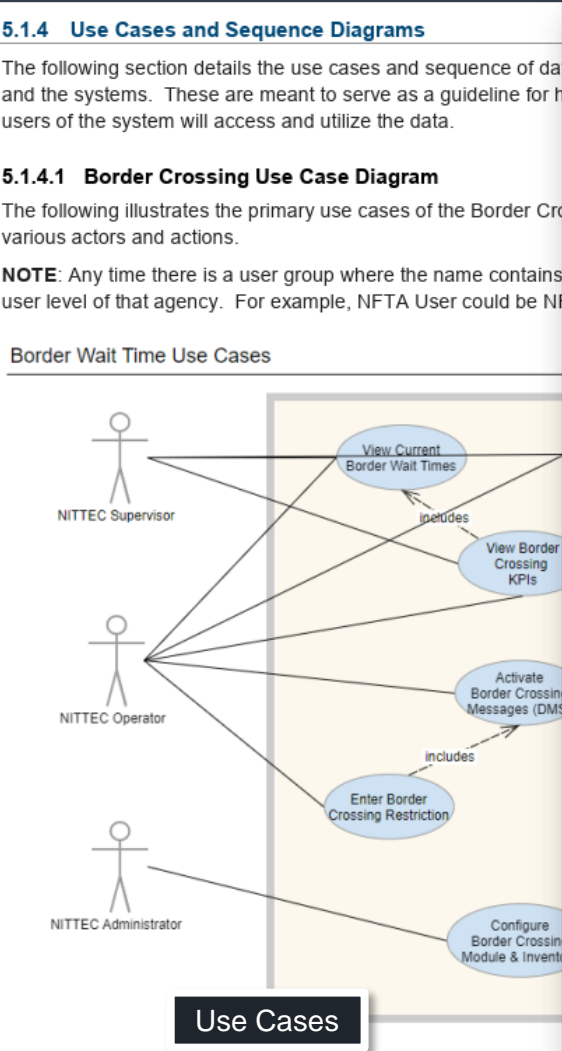 5.1.4 Use Cases and Sequence Diagrams
The following section details the use cases and sequence of da
and the systems. These are meant to serve as a guideline for h
users of the system will access and utilize the data.
5.1.4.1 Border Crossing Use Case Diagram
The following illustrates the primary use cases of the Border Cro
various actors and actions.
NOTE: Any time there is a user group where the name contains
user level of that agency. For example, NFTA User could be NF
Border Wait Time Use Cases
View Current
Border Wait Times
NITTEC Supervisor
includes
View Border
Crossing
KPIs
NITTEC Operator
Activate
Border Crossing
Messages (DMS
includes
Enter Border
Crossing Restriction
NITTEC Administrator
Configure
Border Crossing
Module & Invento
Use Cases